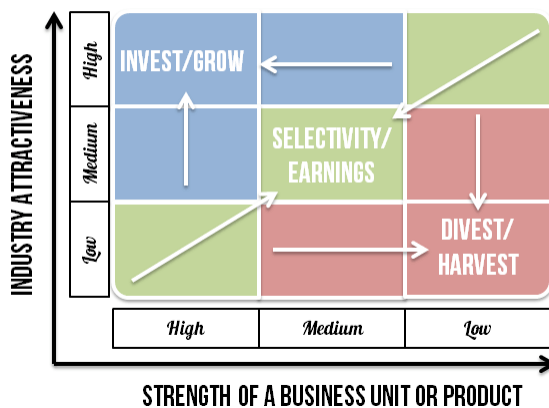 INDUSTRY ATTRACTIVENESS
High
Medium
Low
INVEST/GROW
SELECTIVITY/
EARNINGS
DIVEST/
HARVEST
High
Medium
Low
STRENGTH OF A BUSINESS UNIT OR PRODUCT